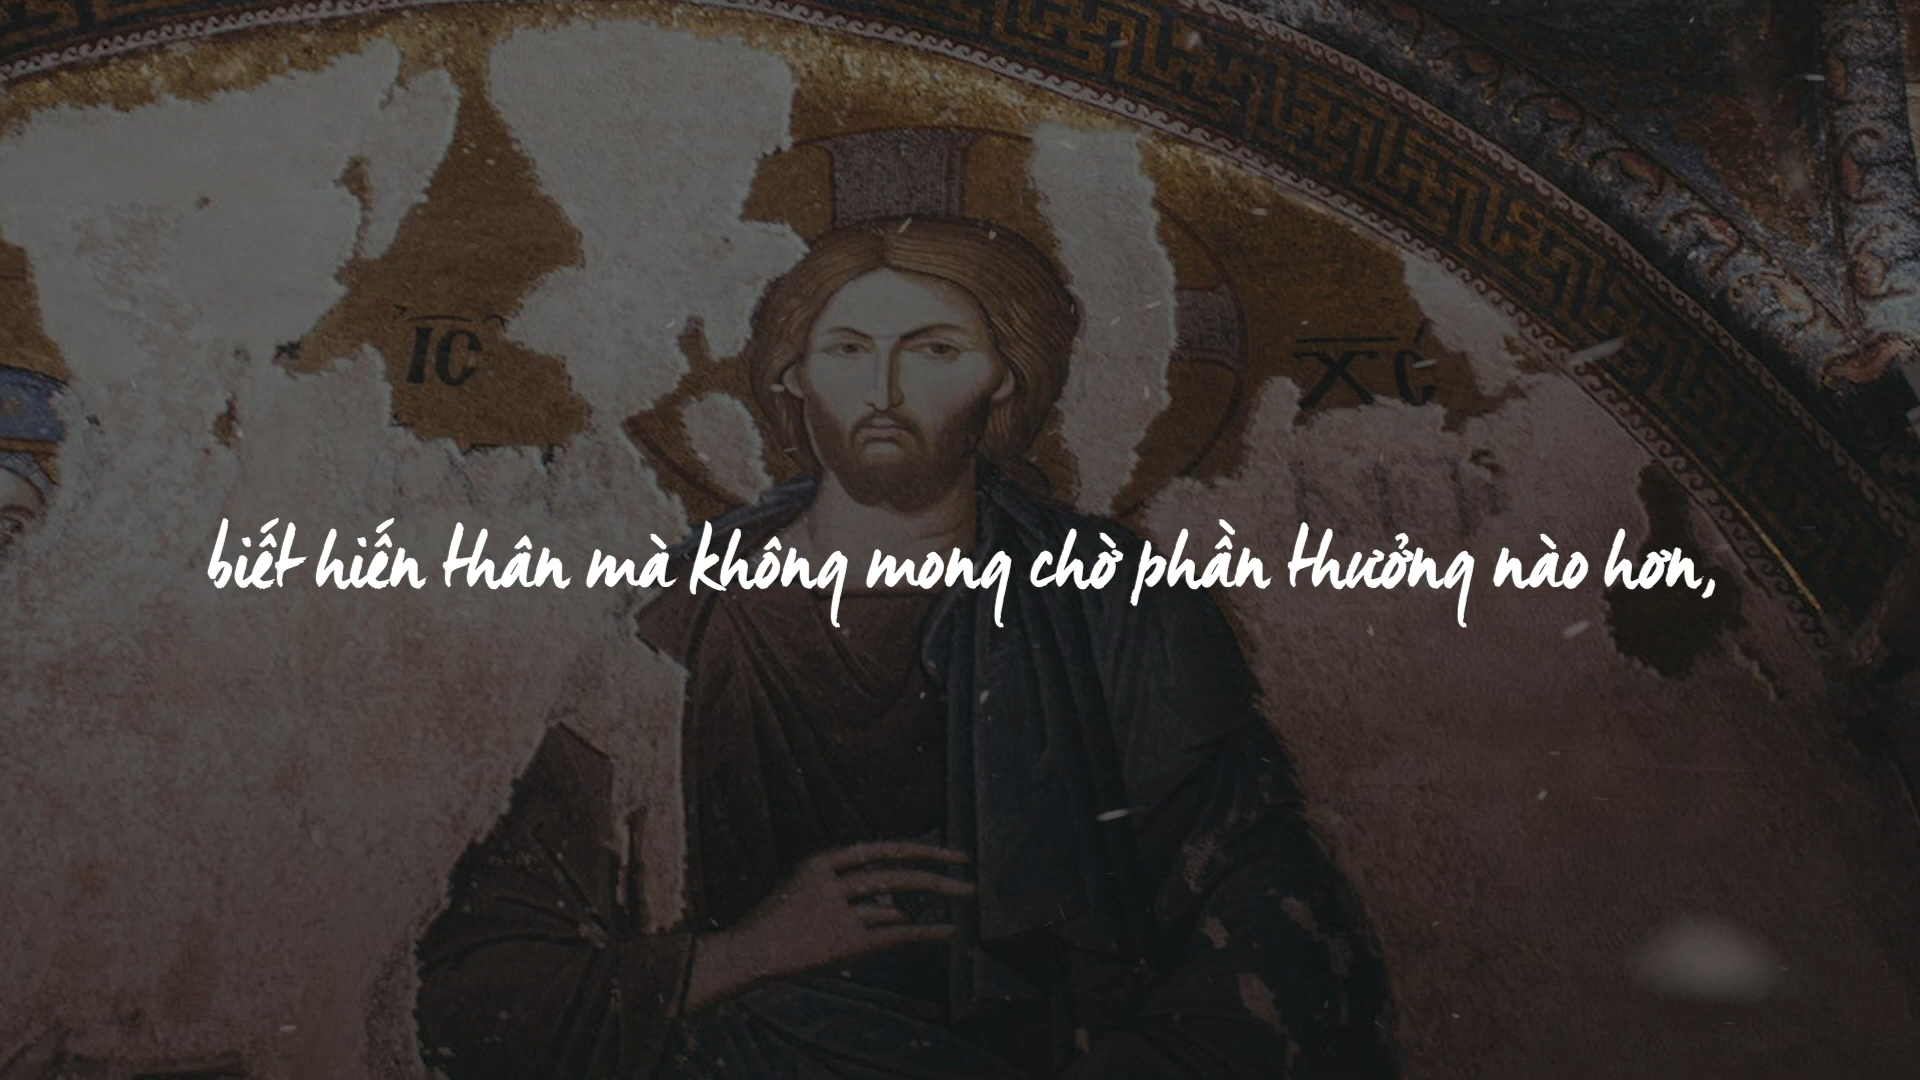 IC XC
biết hiến thân mà không mong chờ phần thưởng nào hơn,